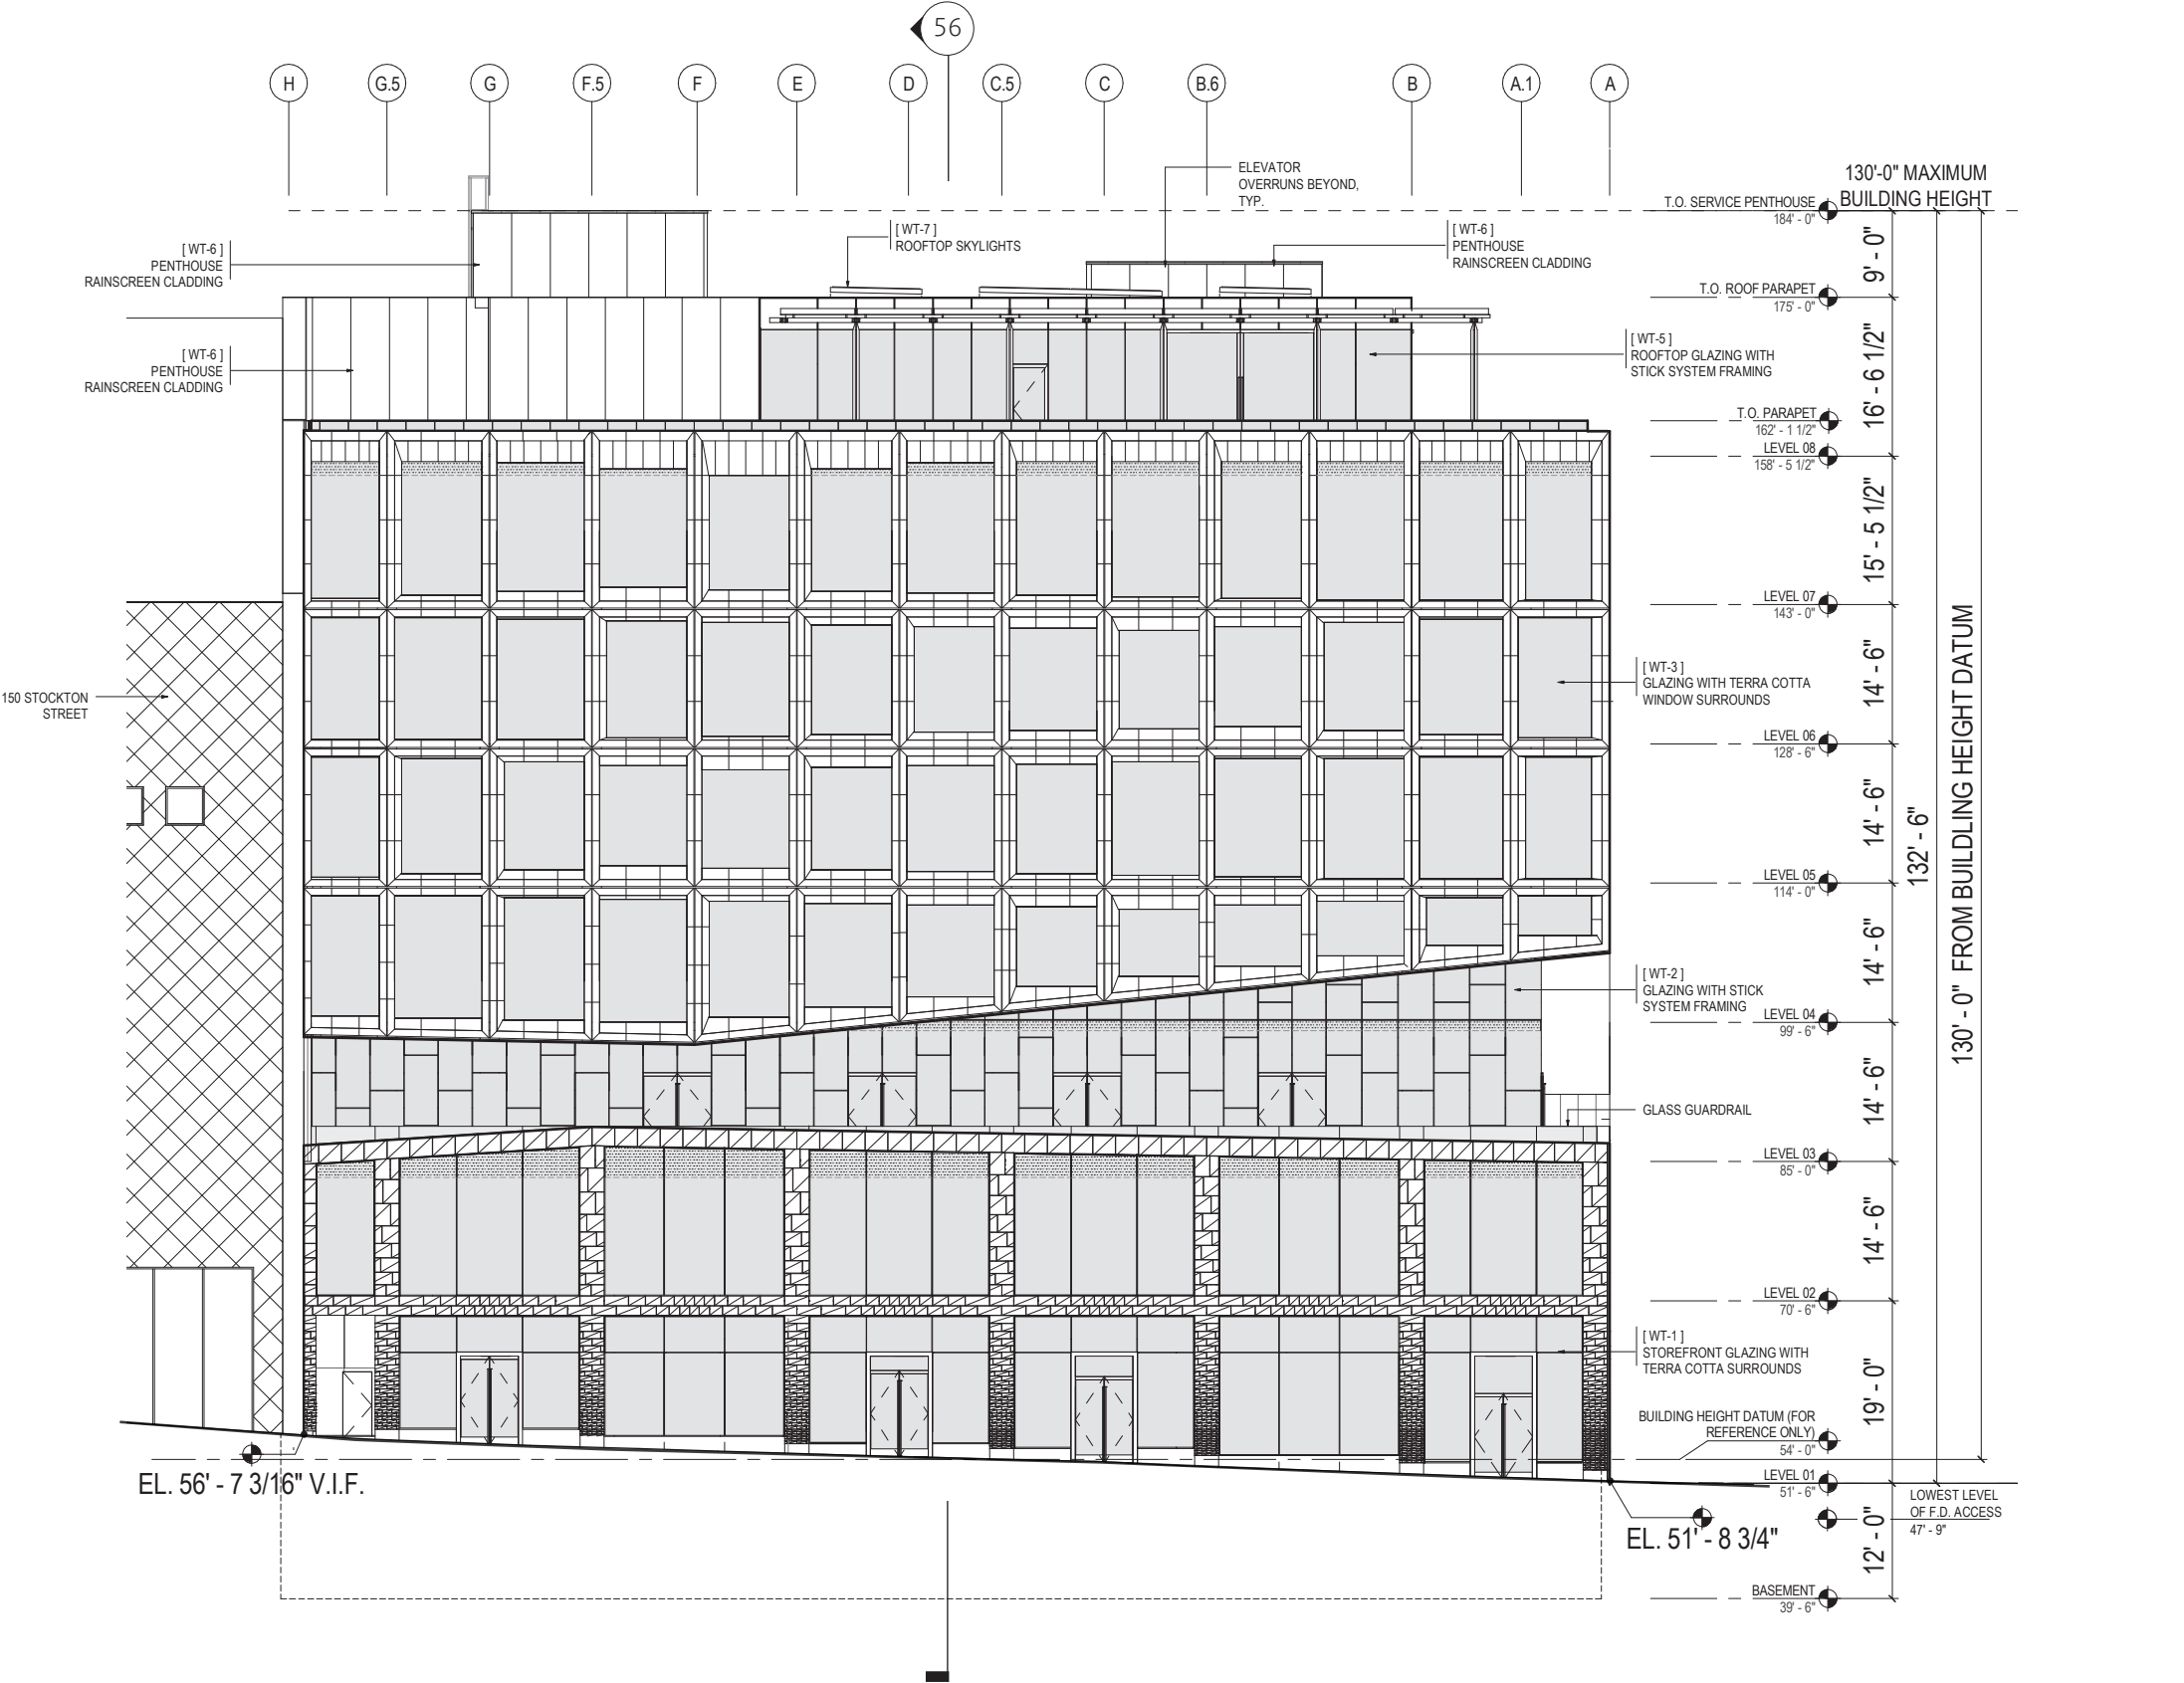 56
H
G.5
G
F.5
F
E
D
C.5
C
B.6
B
A.1
A
ELEVATOR
OVERRUNS BEYOND,
TYP.
130'-0" MAXIMUM
BUILDING HEIGHT
T.O. SERVICE PENTHOUSE
184' - 0"
[ WT-6 ]
PENTHOUSE
RAINSCREEN CLADDING
[ WT-7 ]
ROOFTOP SKYLIGHTS
[ WT-6 ]
PENTHOUSE
RAINSCREEN CLADDING
9' - 0"
T.O. ROOF PARAPET
175' - 0"
[ WT-6 ]
PENTHOUSE
RAINSCREEN CLADDING
[ WT-5 ]
ROOFTOP GLAZING WITH
STICK SYSTEM FRAMING
16' - 6 1/2"
T.O. PARAPET
162' - 1 1/2"
LEVEL 08
158' - 5 1/2"
15' - 5 1/2"
LEVEL 07
143' - 0"
150 STOCKTON
STREET
[ WT-3 ]
GLAZING WITH TERRA COTTA
WINDOW SURROUNDS
14' - 6"
LEVEL 06
128' - 6"
14' - 6"
132' - 6"
130' - 0" FROM BUILDLING HEIGHT DATUM
LEVEL 05
114' - 0"
14' - 6"
[ WT-2 ]
GLAZING WITH STICK
SYSTEM FRAMING
LEVEL 04
99' - 6"
14' - 6"
GLASS GUARDRAIL
LEVEL 03
85' - 0"
14' - 6"
LEVEL 02
70' - 6"
[ WT-1 ]
STOREFRONT GLAZING WITH
TERRA COTTA SURROUNDS
19' - 0"
BUILDING HEIGHT DATUM (FOR
REFERENCE ONLY)
54' - 0"
EL. 56' - 7 3/16" V.I.F.
LEVEL 01
51' - 6"
LOWEST LEVEL
OF F.D. ACCESS
47' - 9"
EL. 51' - 8 3/4"
12' - 0"
BASEMENT
39' - 6"